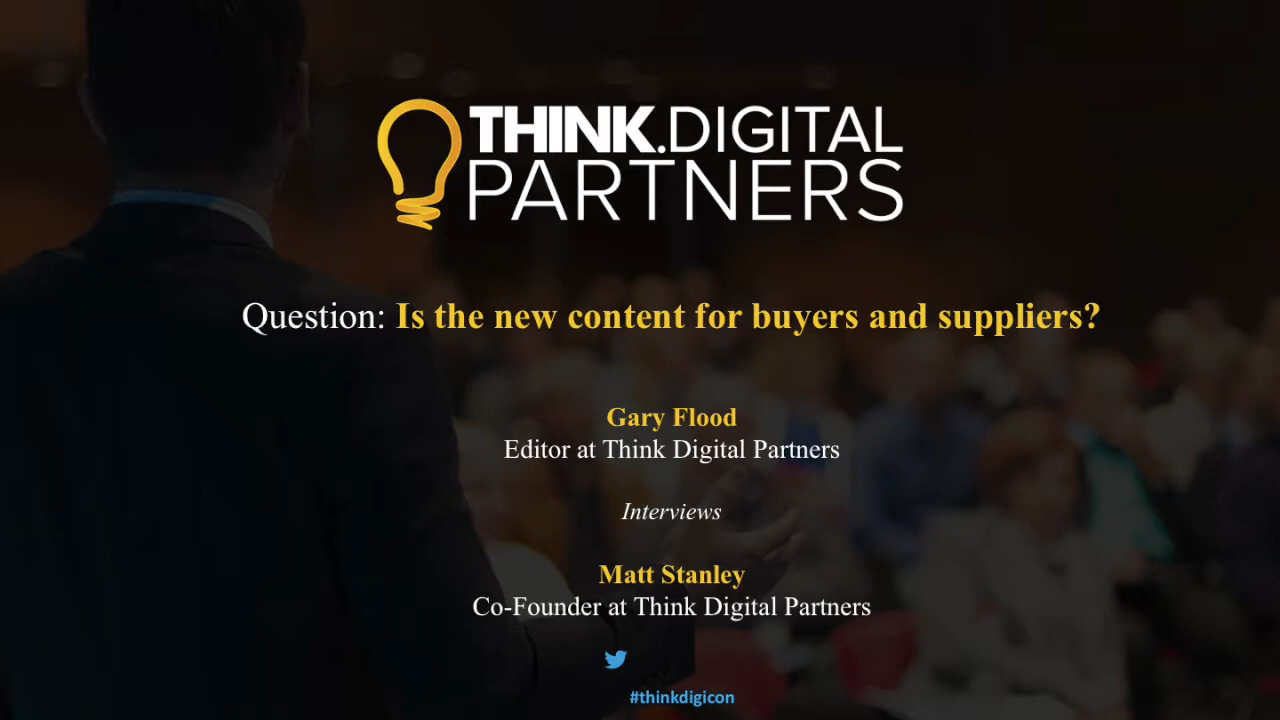 THINK.DIGITAL
PARTNERS
Question: Is the new content for buyers and suppliers?
Gary Flood
Editor at Think Digital Partners
Interviews
Matt Stanley
Co-Founder at Think Digital Partners
#thinkdigicon